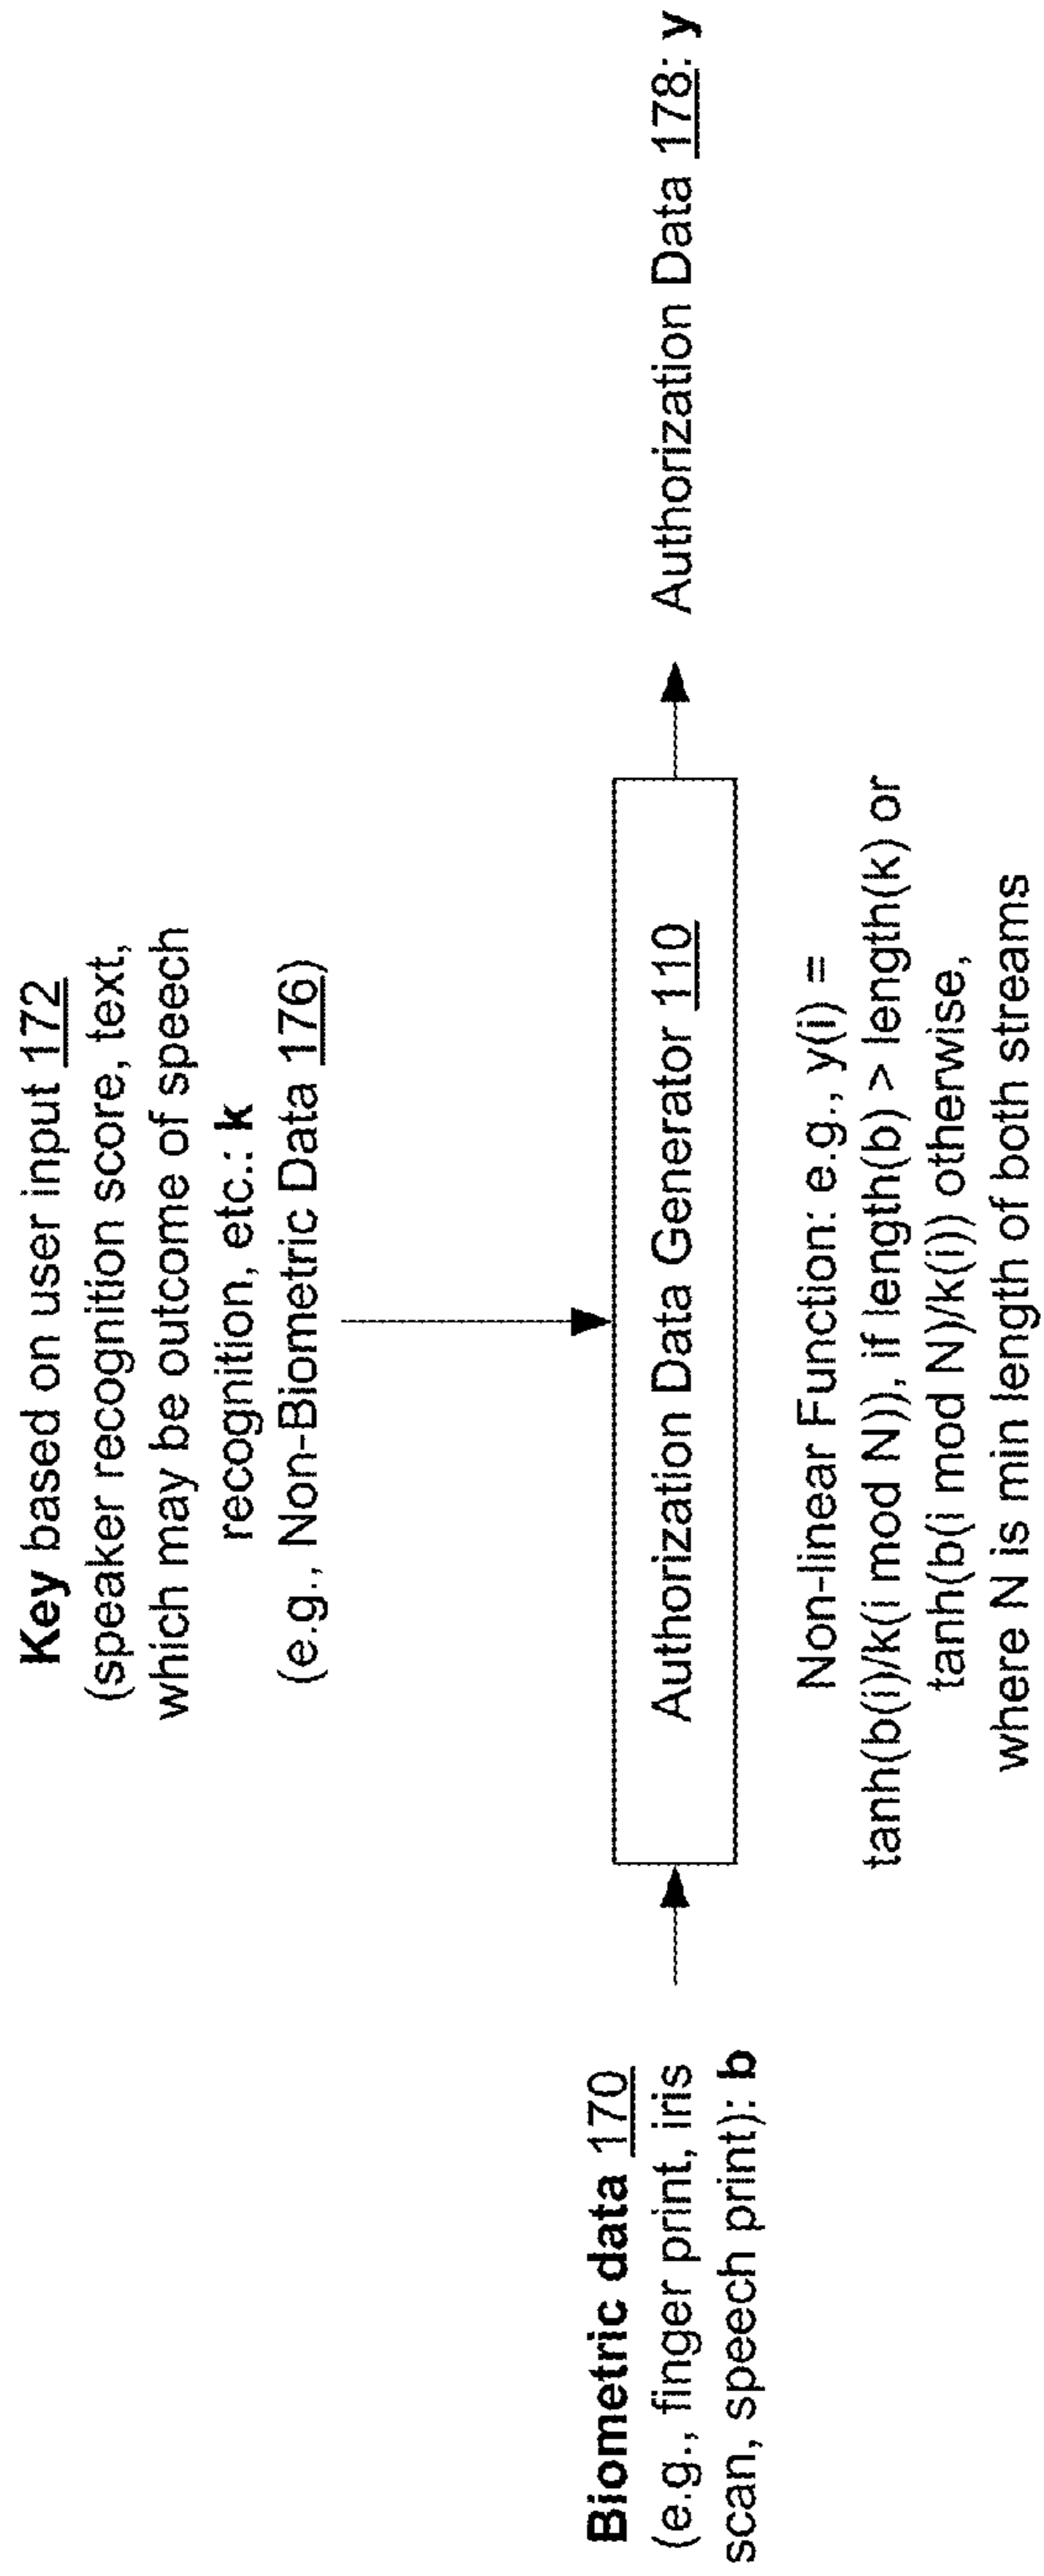 Key based on user input 172
(speaker recognition score, text,
which may be outcome of speech
recognition, etc.: k
(e.g., Non-Biometric Data 176)
Biometric data 170
(e.g., finger print, iris
scan, speech print): b
Authorization Data Generator 110
Authorization Data 178: y
Non-linear Function: e.g., y(i) =
tanh(b(i)/k(i mod N)), if length(b) > length(k) or
tanh(b(i mod N)/k(i)) otherwise,
where N is min length of both streams